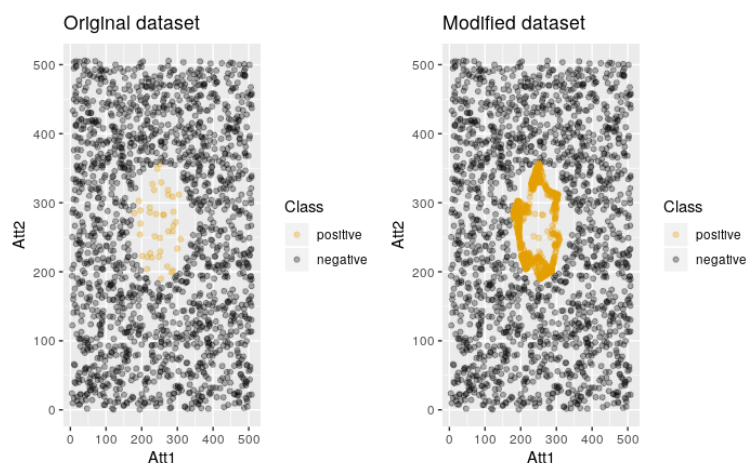 Original dataset
500
400
300
200
100
0
Att2
0 100 200 300 400 500
Att1
Class
positive
negative
Modified dataset
500
400
300
200
100
0
Att2
0 100 200 300 400 500
Att1
Class
positive
negative